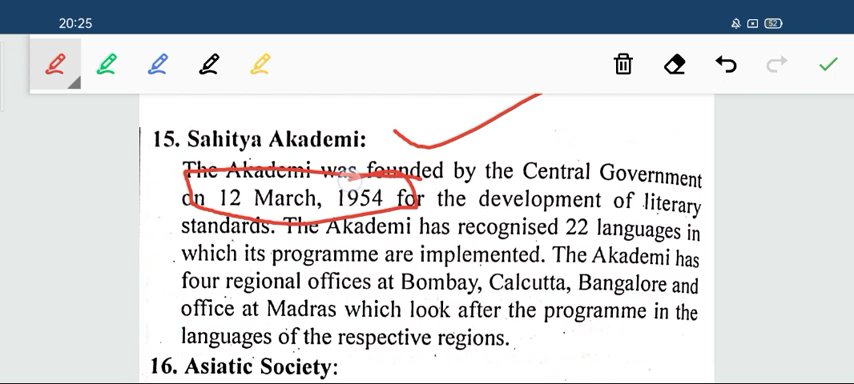 20:25
52
15. Sahitya Akademi:
The Akademi was founded by the Central Government
on 12 March, 1954 for the development of literary
standards. The Akademi has recognised 22 languages in
which its programme are implemented. The Akademi has
four regional offices at Bombay, Calcutta, Bangalore and
office at Madras which look after the programme in the
languages of the respective regions.
16. Asiatic Society: